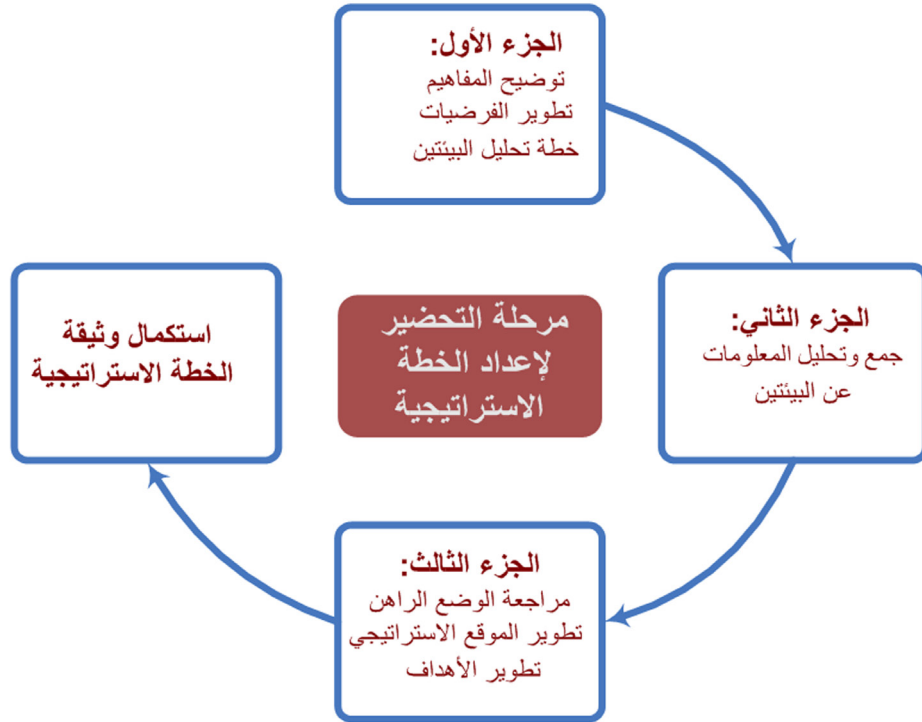 الجزء الأول:
توضيح المفاهيم
تطوير الفرضيات
خطة تحليل البيئتين
الجزء الثاني:
جمع وتحليل المعلومات
عن البيئتين
الجزء الثالث:
مراجعة الوضع الراهن
تطوير الموقع الاستراتيجي
تطوير الأهداف
استكمال وثيقة
الخطة الاستراتيجية
مرحلة التحضير
لإعداد الخطة
الاستراتيجية